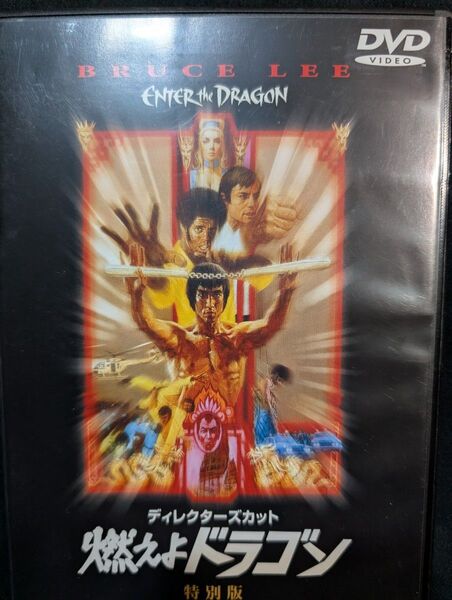 DVD
VIDEO
BRUCE LEE
ENTER the DRAGON
ディレクターズカット
燃えよドラゴン
特別版